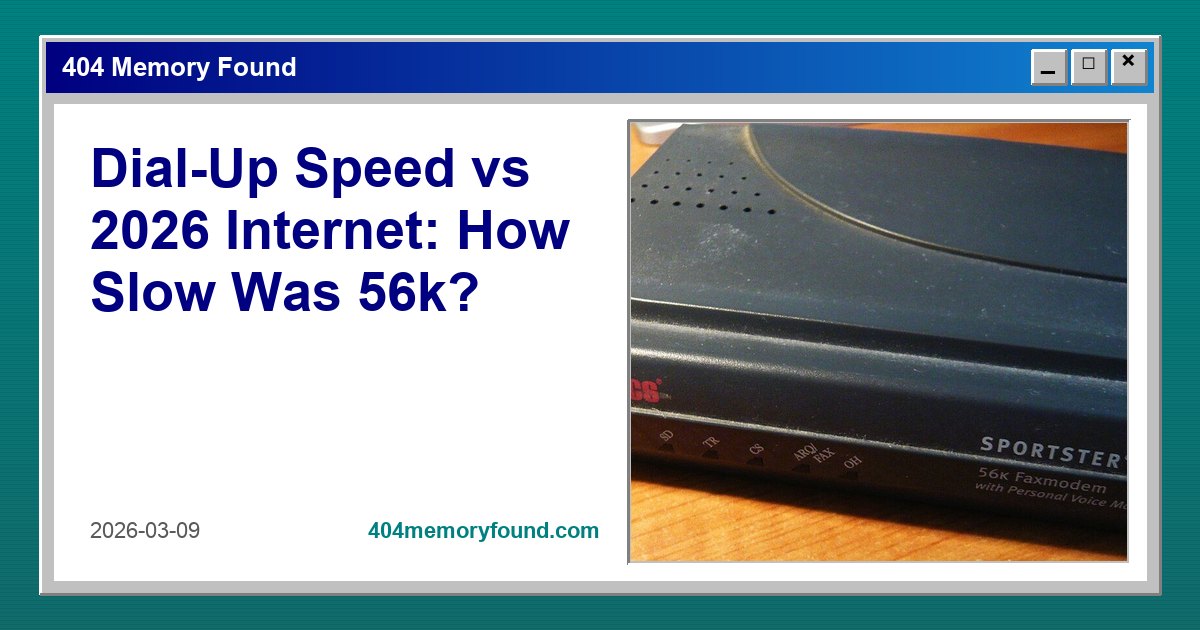 404 Memory Found
Dial-Up Speed vs
2026 Internet: How
Slow Was 56k?
2026-03-09
404memoryfound.com
SD
TR
CS
ARQ/
FAX
OH
SPORTSTER
56K Faxmodem
with Personal Voice